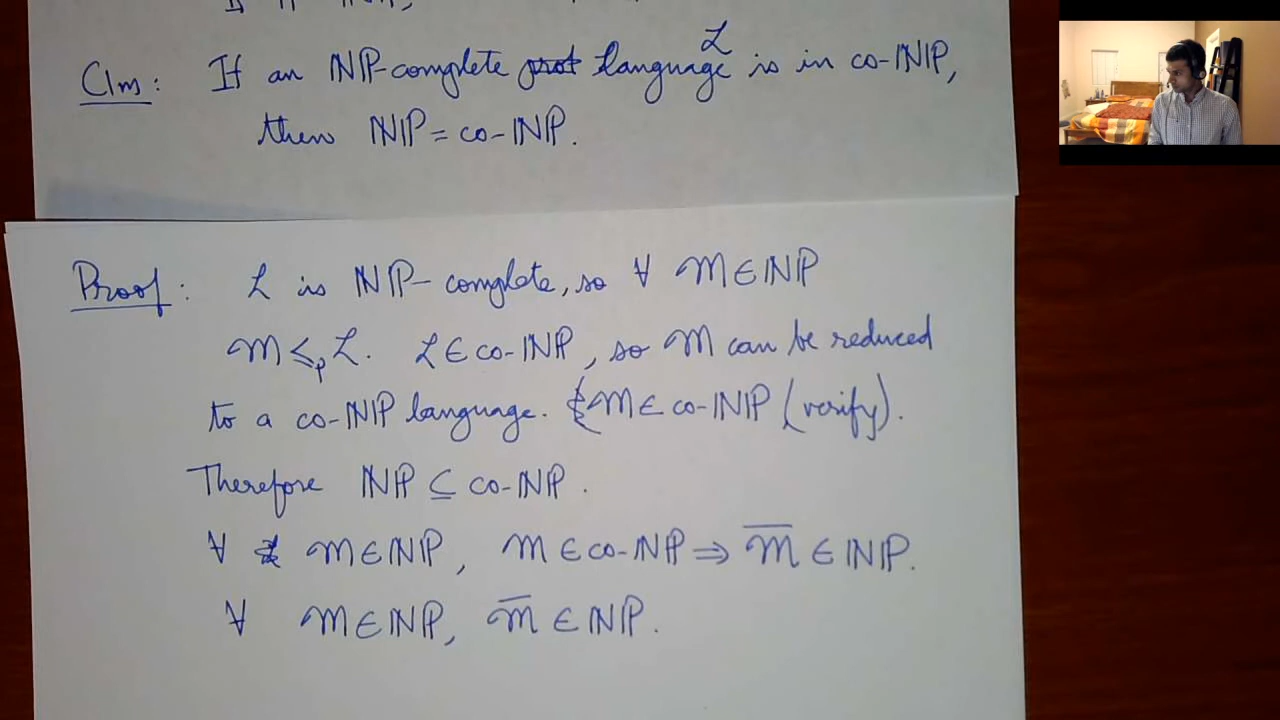 Clm: If an NP-complete language L is in co-NP,
then NP = co-NP.
Proof: L is NP-complete, so ∀ M ∈ NP
M ≤p L. L ∈ co-NP, so M can be reduced
to a co-NP language. M ∈ co-NP (verify).
Therefore NP ⊆ co-NP.
∀ M ∈ NP, M ∈ co-NP ⇒ M̅ ∈ NP.
∀ M ∈ NP, M̅ ∈ NP.